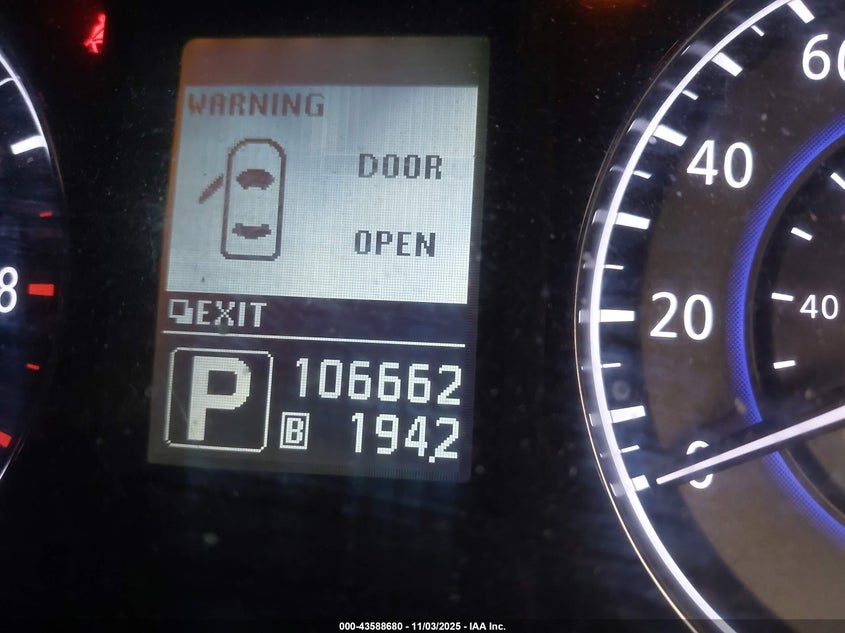 WARNING
DOOR
OPEN
EXIT
P
106662
B 194.2
8
60
40
20
0
40
000-43588680 - 11/03/2025 - IAA Inc.